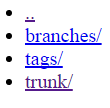 ..
branches/
tags/
trunk/